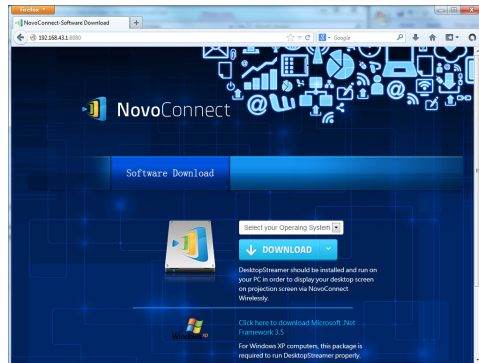 Firefox
NovoConnect-Software Download
192.168.43.1:8080
Google
NovoConnect
Software Download
Select your Operaing System
DOWNLOAD
DesktopStreamer should be installed and run on
your PC in order to display your desktop screen
on projection screen via NovoConnect
Wirelessly.
Click here to download Microsoft .Net
Framework 3.5
Windows xp
For Windows XP computers, this package is
required to run DesktopStreamer properly.